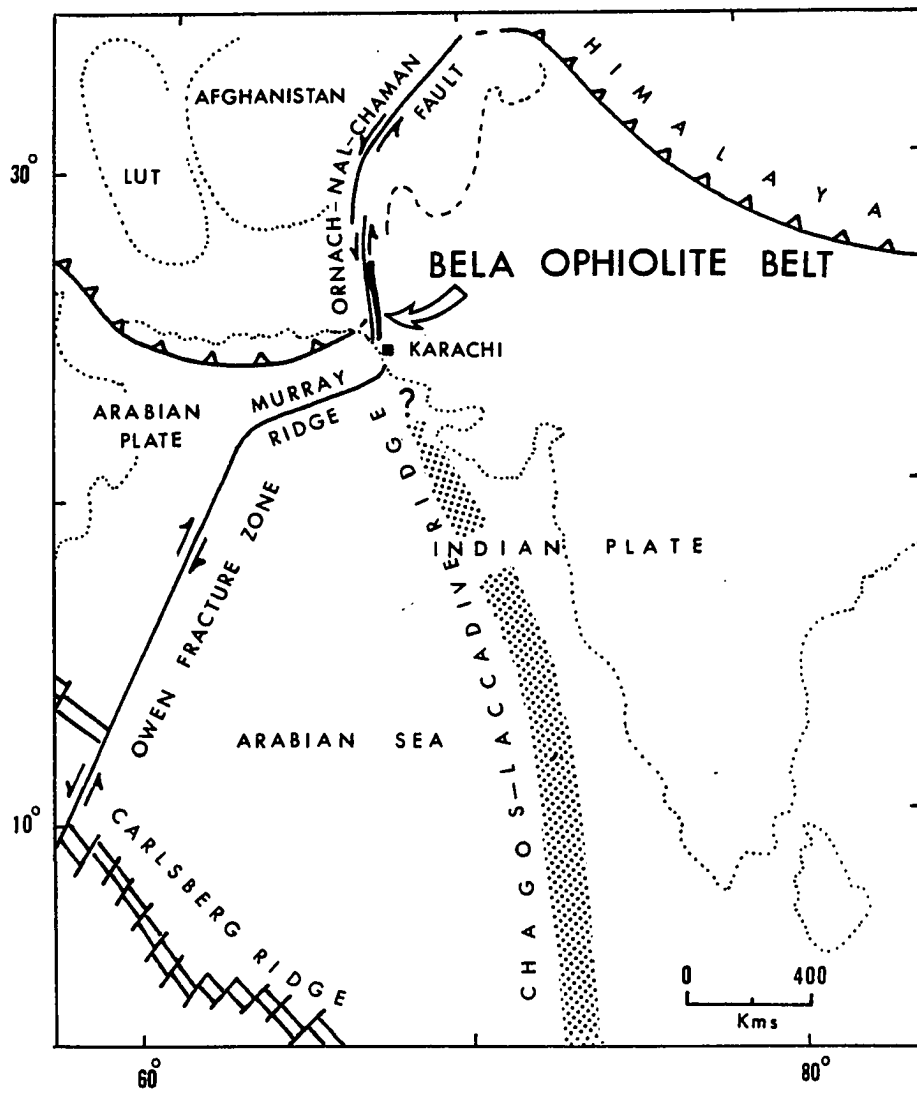 HIMALAYA
AFGHANISTAN
ORNACH-NAL-CHAMAN
FAULT
30°
LUT
BELA OPHIOLITE BELT
KARACHI
MURRAY
RIDGE
ARABIAN
PLATE
?
INDIAN PLATE
OWEN FRACTURE ZONE
CHAGOS-LACCADIVE RIDGE
ARABIAN SEA
10°
CARLSBERG RIDGE
0 400
Kms
60° 80°